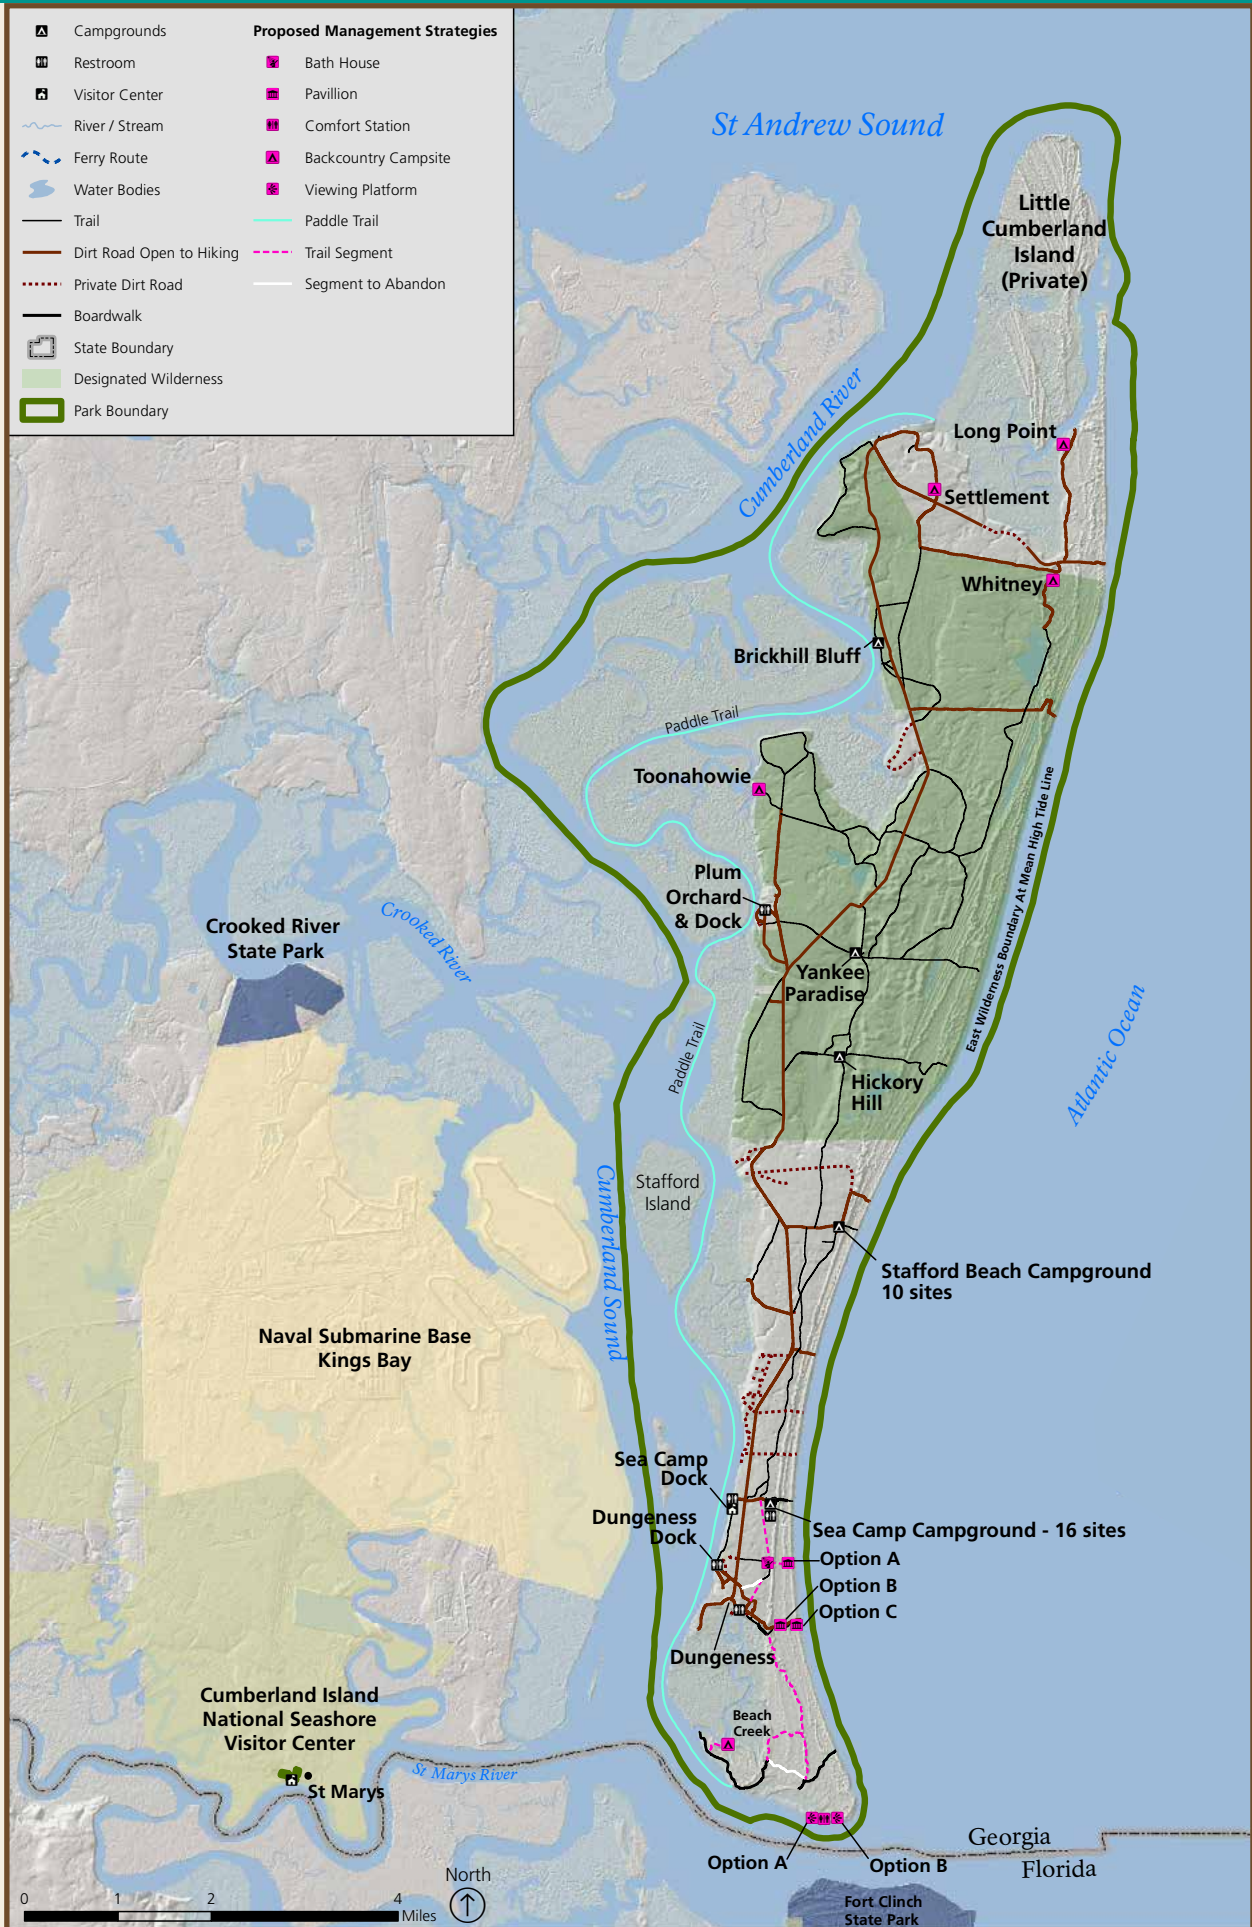 Campgrounds
Restroom
Visitor Center
River / Stream
Ferry Route
Water Bodies
Trail
Dirt Road Open to Hiking
Private Dirt Road
Boardwalk
State Boundary
Designated Wilderness
Park Boundary
Proposed Management Strategies
Bath House
Pavillion
Comfort Station
Backcountry Campsite
Viewing Platform
Paddle Trail
Trail Segment
Segment to Abandon
St Andrew Sound
Little
Cumberland
Island
(Private)
Cumberland River
Long Point
Settlement
Whitney
Brickhill Bluff
Paddle Trail
Toonahowie
East Wilderness Boundary At Mean High Tide Line
Plum
Orchard
& Dock
Crooked River
State Park
Crooked River
Yankee
Paradise
Atlantic Ocean
Paddle Trail
Hickory
Hill
Stafford
Island
Cumberland Sound
Stafford Beach Campground
10 sites
Naval Submarine Base
Kings Bay
Sea Camp
Dock
Dungeness
Dock
Sea Camp Campground - 16 sites
Option A
Option B
Option C
Dungeness
Cumberland Island
National Seashore
Visitor Center
St Marys
Beach
Creek
St Marys River
Option A
Option B
Georgia
Florida
Fort Clinch
State Park
North
0 1 2 4
Miles